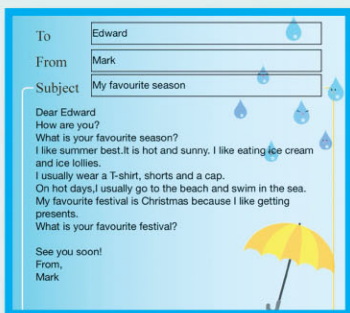 To Edward
From Mark
Subject My favourite season
Dear Edward
How are you?
What is your favourite season?
I like summer best.It is hot and sunny. I like eating ice cream
and ice lollies.
I usually wear a T-shirt, shorts and a cap.
On hot days,I usually go to the beach and swim in the sea.
My favourite festival is Christmas because I like getting
presents.
What is your favourite festival?
See you soon!
From,
Mark